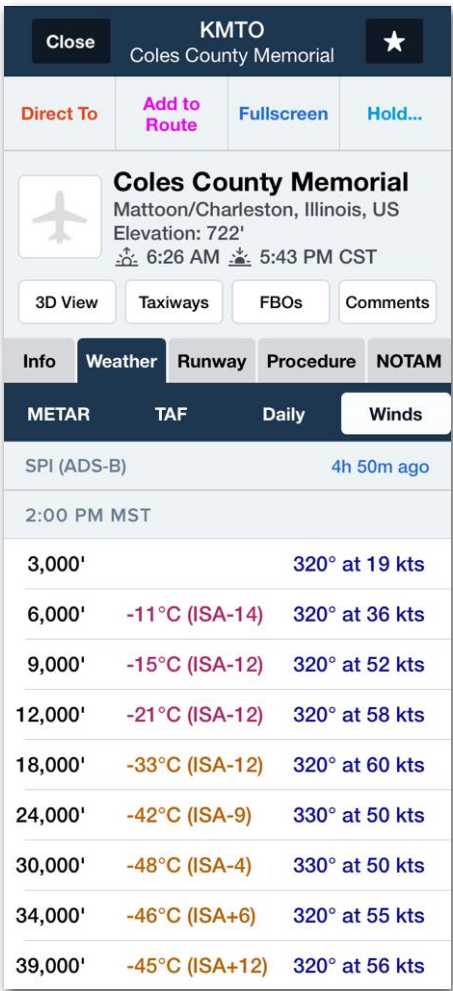 Close
KMTO
Coles County Memorial
Direct To
Add to
Route
Fullscreen
Hold...
Coles County Memorial
Mattoon/Charleston, Illinois, US
Elevation: 722'
6:26 AM 5:43 PM CST
3D View Taxiways FBOs Comments
Info Weather Runway Procedure NOTAM
METAR TAF Daily Winds
SPI (ADS-B) 4h 50m ago
2:00 PM MST
3,000' 320° at 19 kts
6,000' -11°C (ISA-14) 320° at 36 kts
9,000' -15°C (ISA-12) 320° at 52 kts
12,000' -21°C (ISA-12) 320° at 58 kts
18,000' -33°C (ISA-12) 320° at 60 kts
24,000' -42°C (ISA-9) 330° at 50 kts
30,000' -48°C (ISA-4) 330° at 50 kts
34,000' -46°C (ISA+6) 320° at 55 kts
39,000' -45°C (ISA+12) 320° at 56 kts